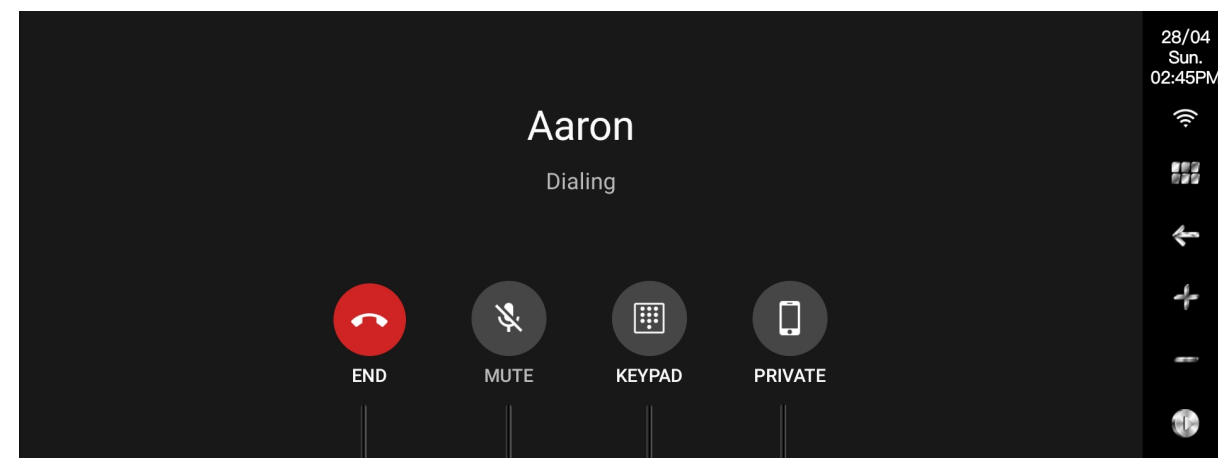 Aaron
Dialing
END
MUTE
KEYPAD
PRIVATE
28/04
Sun.
02:45PM